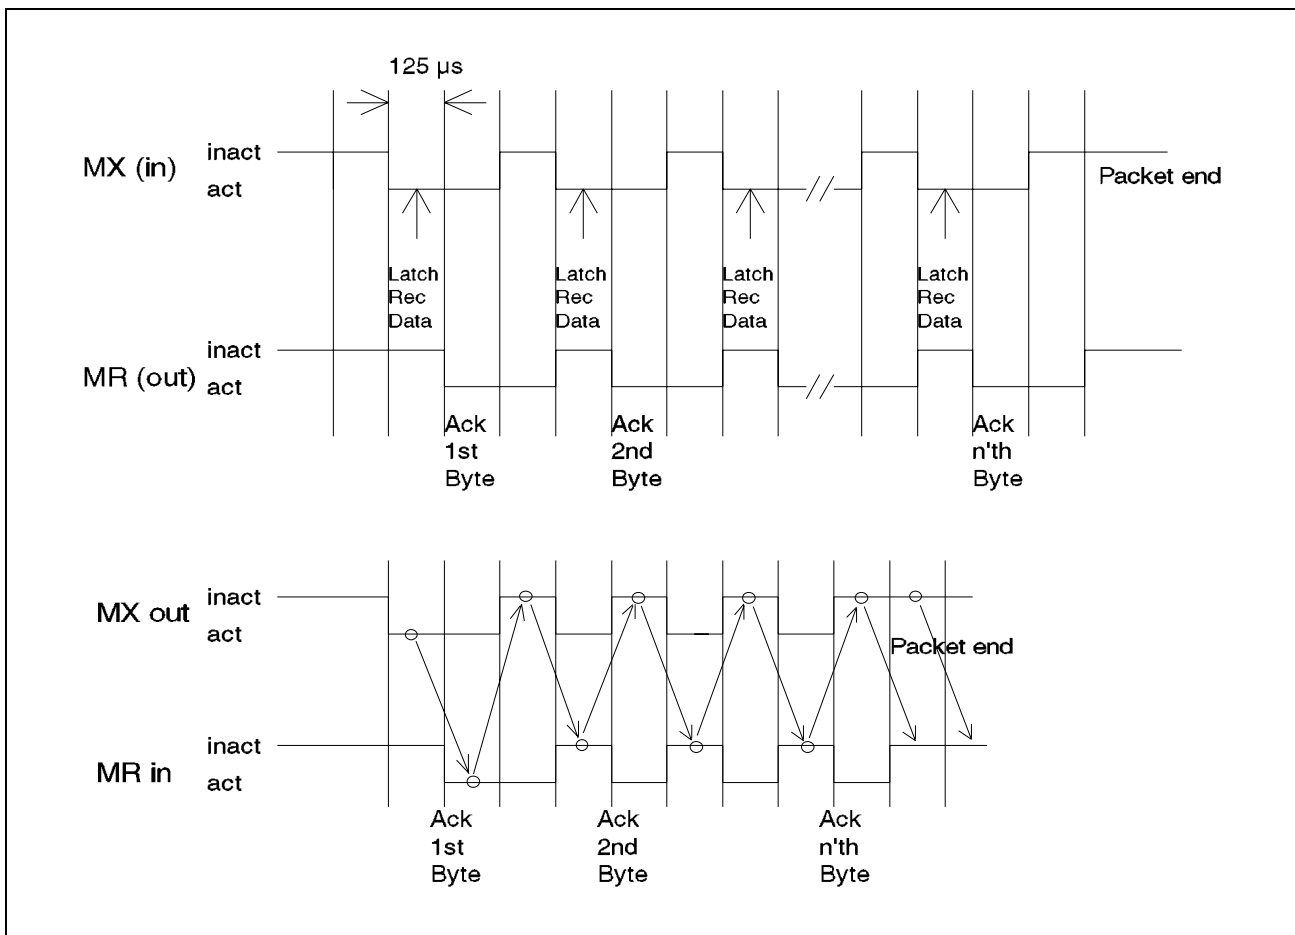 125 µs
inact
MX (in)
act
Packet end
Latch
Rec
Data
Latch
Rec
Data
Latch
Rec
Data
Latch
Rec
Data
inact
MR (out)
act
Ack
1st
Byte
Ack
2nd
Byte
Ack
n'th
Byte
inact
MX out
act
Packet end
inact
MR in
act
Ack
1st
Byte
Ack
2nd
Byte
Ack
n'th
Byte